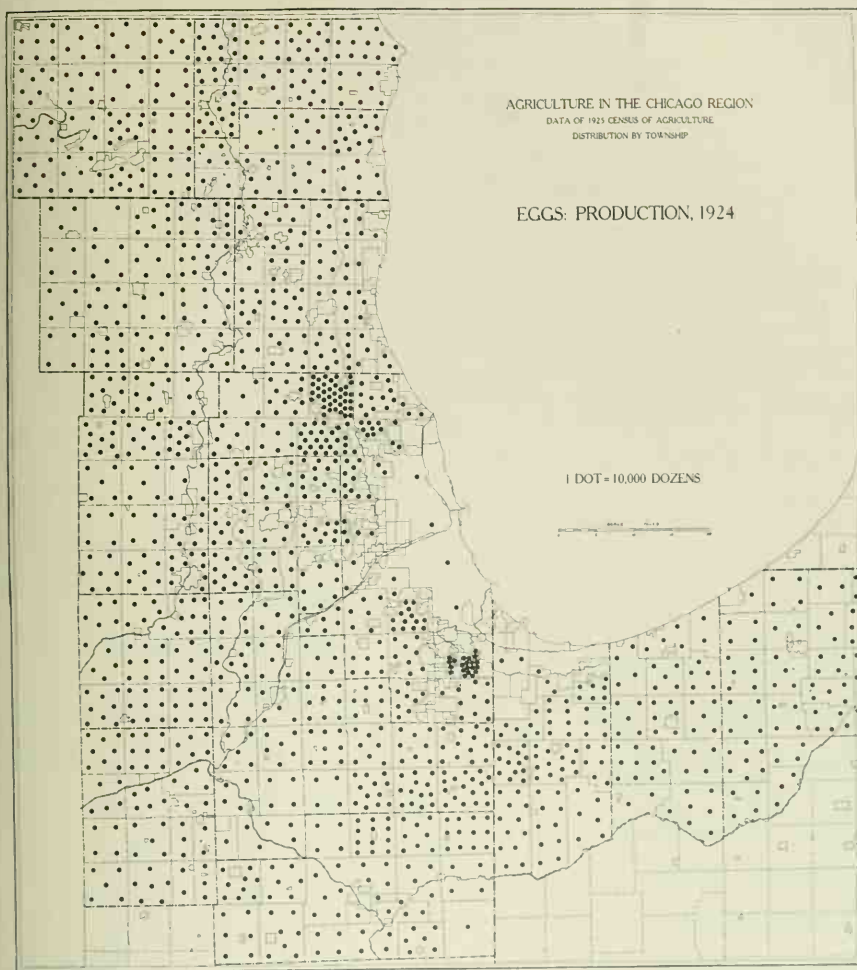 AGRICULTURE IN THE CHICAGO REGION
DATA OF 1925 CENSUS OF AGRICULTURE
DISTRIBUTION BY TOWNSHIP
EGGS: PRODUCTION, 1924
1 DOT = 10,000 DOZENS